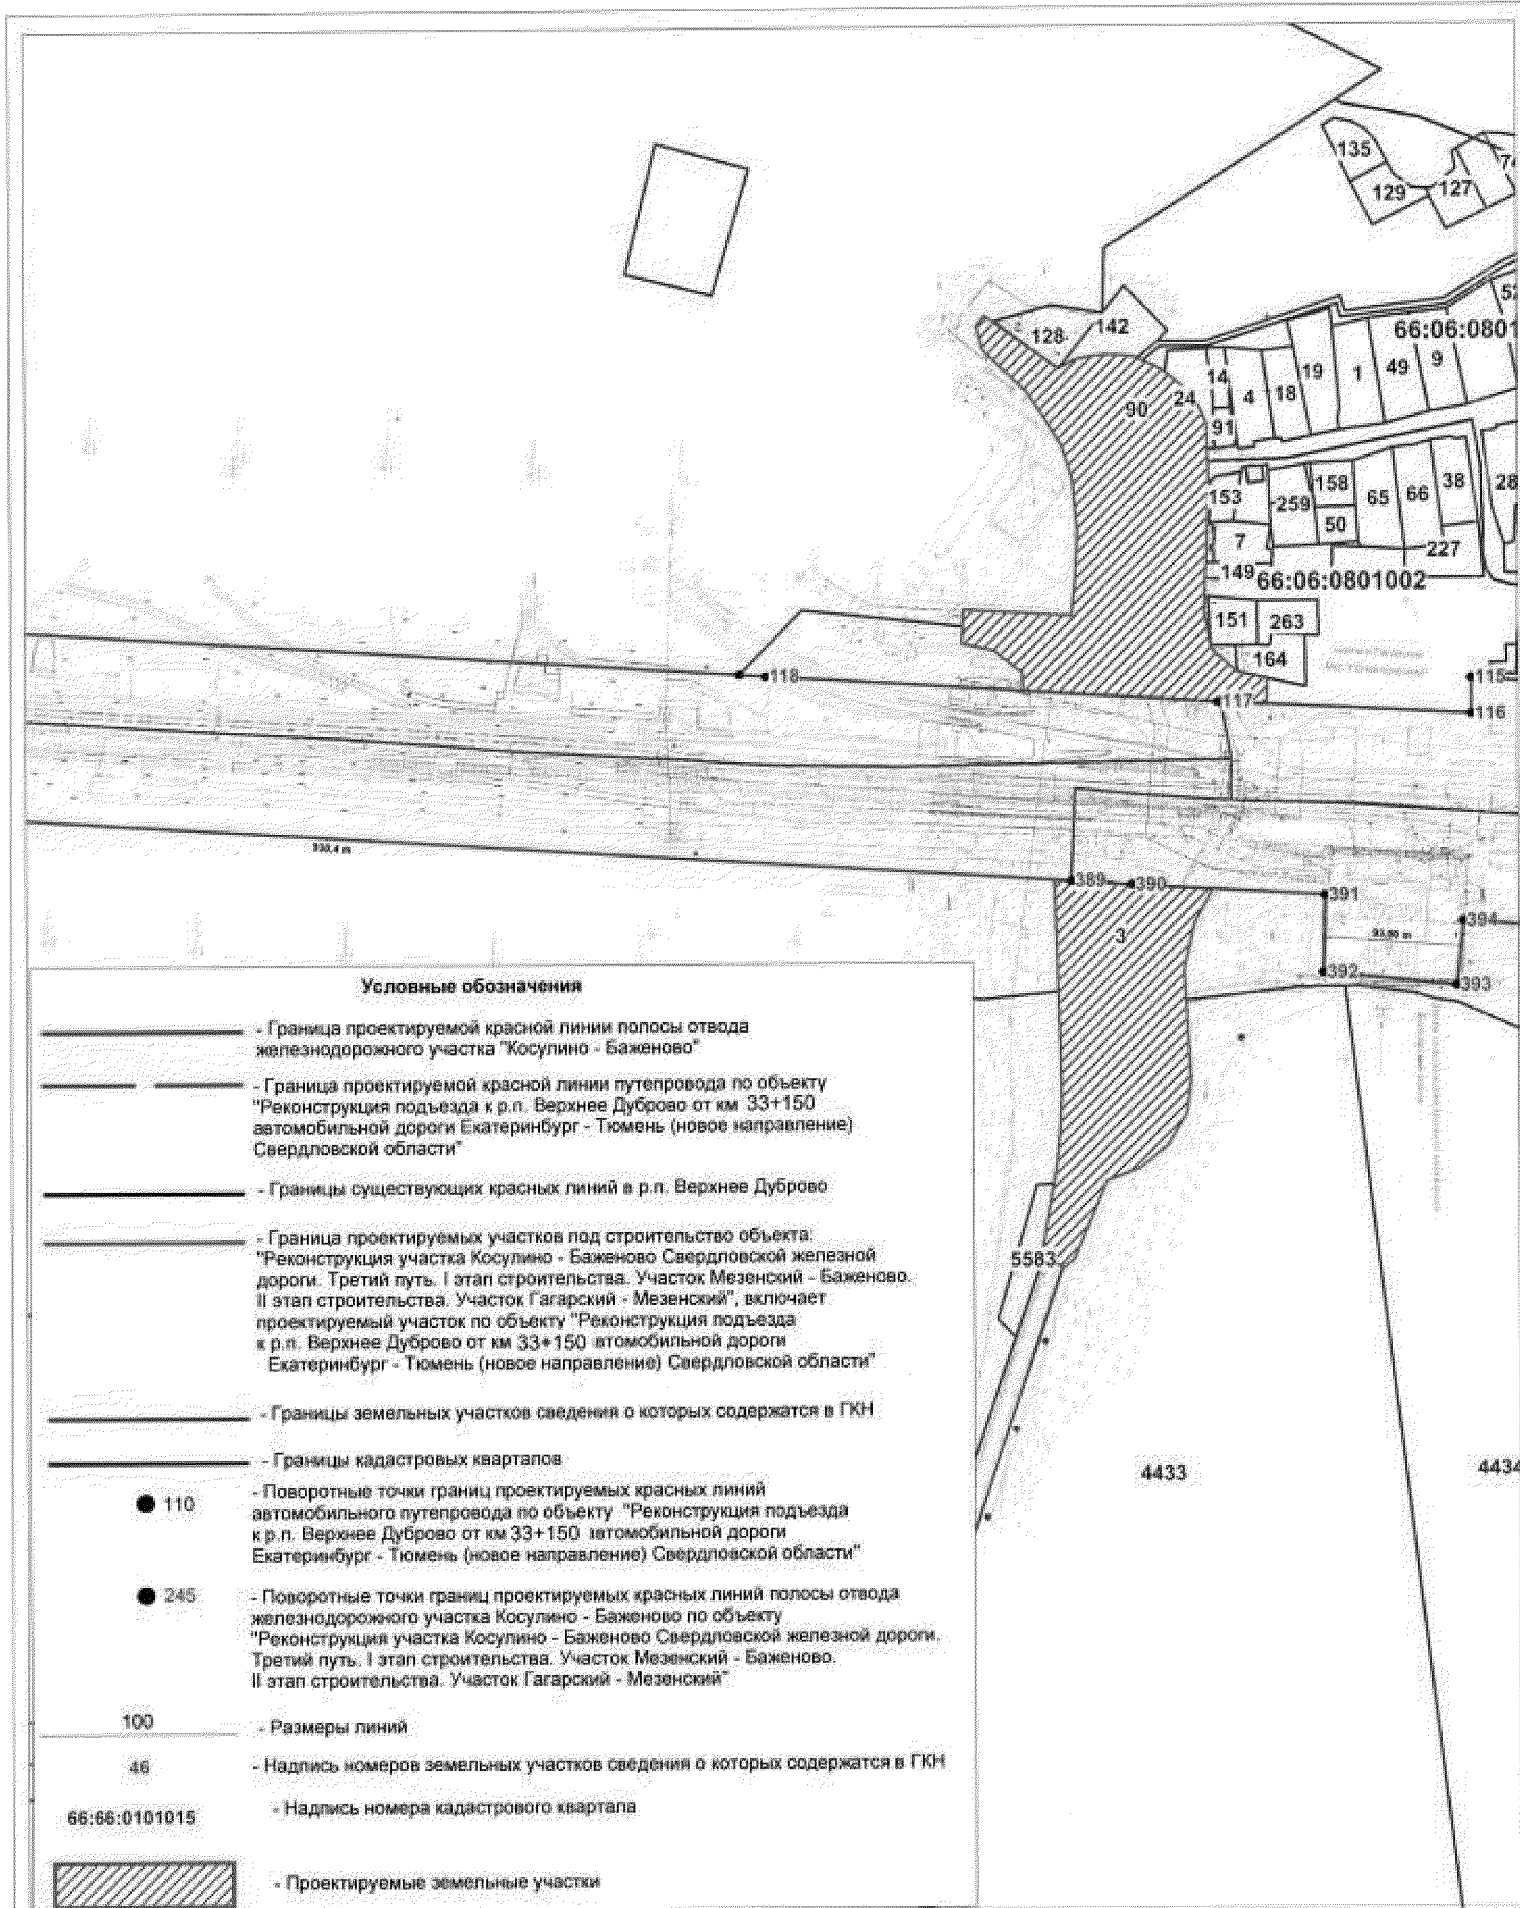 135
129
127
74
52
128
142
66:06:0801
14
24
4
18
19
1
49
9
90
91
153
259
158
50
65
66
38
28
7
227
149
66:06:0801002
151
263
164
118
117
115
116
389
390
391
394
3
93,90 m
392
393
Условные обозначения
- Граница проектируемой красной линии полосы отвода
железнодорожного участка "Косулино - Баженово"
- Граница проектируемой красной линии путепровода по объекту
"Реконструкция подъезда к р.п. Верхнее Дуброво от км 33+150
автомобильной дороги Екатеринбург - Тюмень (новое направление)
Свердловской области"
- Границы существующих красных линий в р.п. Верхнее Дуброво
- Граница проектируемых участков под строительство объекта:
"Реконструкция участка Косулино - Баженово Свердловской железной
дороги. Третий путь. I этап строительства. Участок Мезенский - Баженово.
II этап строительства. Участок Гагарский - Мезенский", включает
проектируемый участок по объекту "Реконструкция подъезда
к р.п. Верхнее Дуброво от км 33+150 втомобильной дороги
Екатеринбург - Тюмень (новое направление) Свердловской области"
- Границы земельных участков сведения о которых содержатся в ГКН
- Границы кадастровых кварталов
110 - Поворотные точки границ проектируемых красных линий
автомобильного путепровода по объекту "Реконструкция подъезда
к р.п. Верхнее Дуброво от км 33+150 втомобильной дороги
Екатеринбург - Тюмень (новое направление) Свердловской области"
245 - Поворотные точки границ проектируемых красных линий полосы отвода
железнодорожного участка Косулино - Баженово по объекту
"Реконструкция участка Косулино - Баженово Свердловской железной дороги.
Третий путь. I этап строительства. Участок Мезенский - Баженово.
II этап строительства. Участок Гагарский - Мезенский"
100 - Размеры линий
46 - Надпись номеров земельных участков сведения о которых содержатся в ГКН
66:66:0101015 - Надпись номера кадастрового квартала
- Проектируемые земельные участки
5583
4433
4434